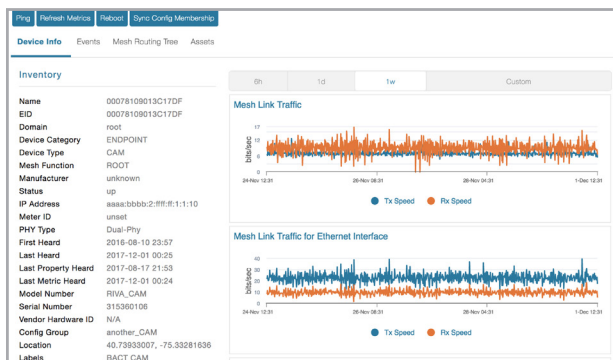 Ping Refresh Metrics Reboot Sync Config Membership
Device Info Events Mesh Routing Tree Assets
Inventory
Name 00078109013C17DF
EID 00078109013C17DF
Domain root
Device Category ENDPOINT
Device Type CAM
Mesh Function ROOT
Manufacturer unknown
Status up
IP Address aaaa:bbbb:2:ffff:ff:1:1:10
Meter ID unset
PHY Type Dual-Phy
First Heard 2016-08-10 23:57
Last Heard 2017-12-01 00:25
Last Property Heard 2017-08-17 21:53
Last Metric Heard 2017-12-01 00:24
Model Number RIVA_CAM
Serial Number 315360106
Vendor Hardware ID N/A
Config Group another_CAM
Location 40.73933007, -75.33281636
Labels BACT CAM
6h 1d 1w Custom
Mesh Link Traffic
bits/sec
17
12
6
0
24-Nov 12:31 26-Nov 08:31 28-Nov 04:31 1-Dec 12:31
Tx Speed Rx Speed
Mesh Link Traffic for Ethernet Interface
bits/sec
40
30
20
10
0
24-Nov 12:31 26-Nov 08:31 28-Nov 04:31 1-Dec 12:31
Tx Speed Rx Speed